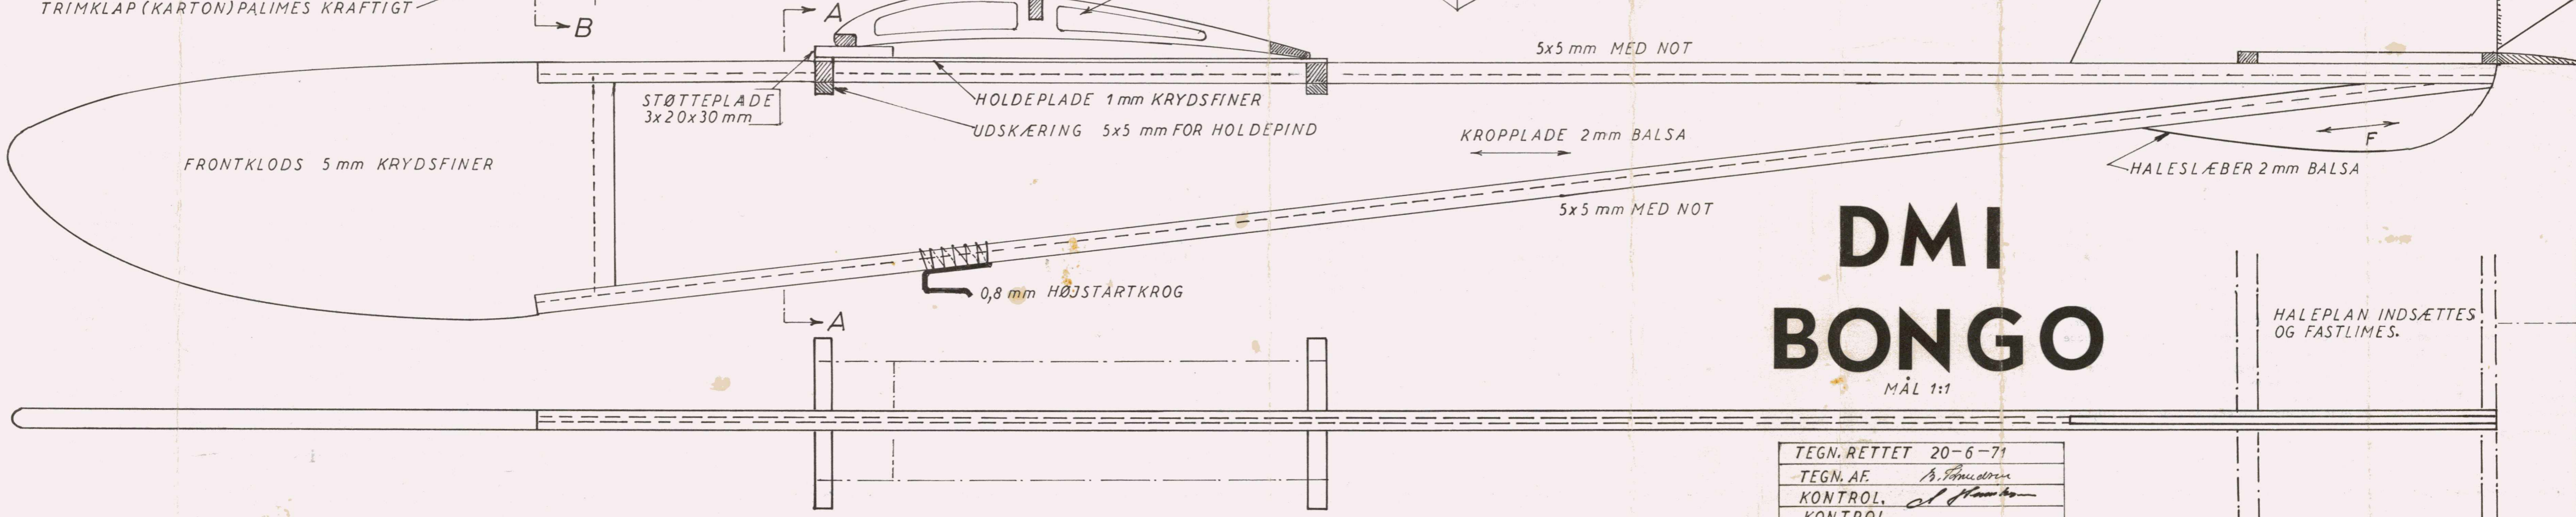 TRIMKLAP (KARTON) PALIMES KRAFTIGT
B
A
5x5 mm MED NOT
STØTTEPLADE
3x20x30 mm
HOLDEPLADE 1 mm KRYDSFINER
UDSKÆRING 5x5 mm FOR HOLDEPIND
KROPPLADE 2 mm BALSA
F
HALESLÆBER 2 mm BALSA
FRONTKLODS 5 mm KRYDSFINER
5x5 mm MED NOT
0,8 mm HØJSTARTKROG
A
DMI
BONGO
MÅL 1:1
HALEPLAN INDSÆTTES
OG FASTLIMES.
TEGN. RETTET 20-6-71
TEGN. AF.
KONTROL.
KONTROL